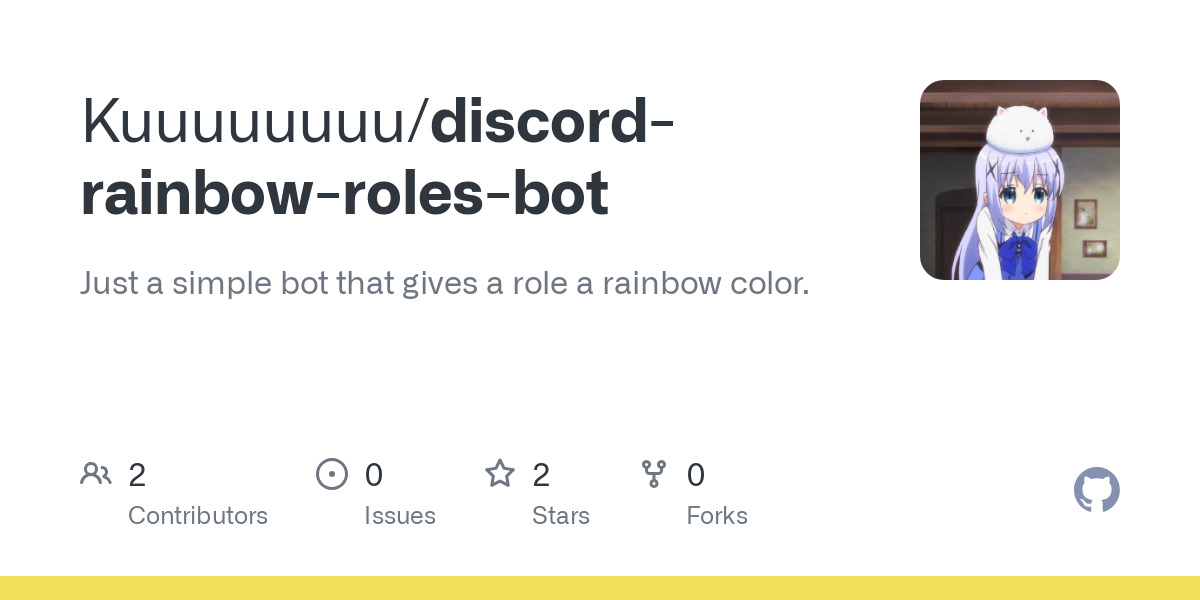 Kuuuuuuuu/discord-
rainbow-roles-bot
Just a simple bot that gives a role a rainbow color.
2 0 2 0
Contributors Issues Stars Forks